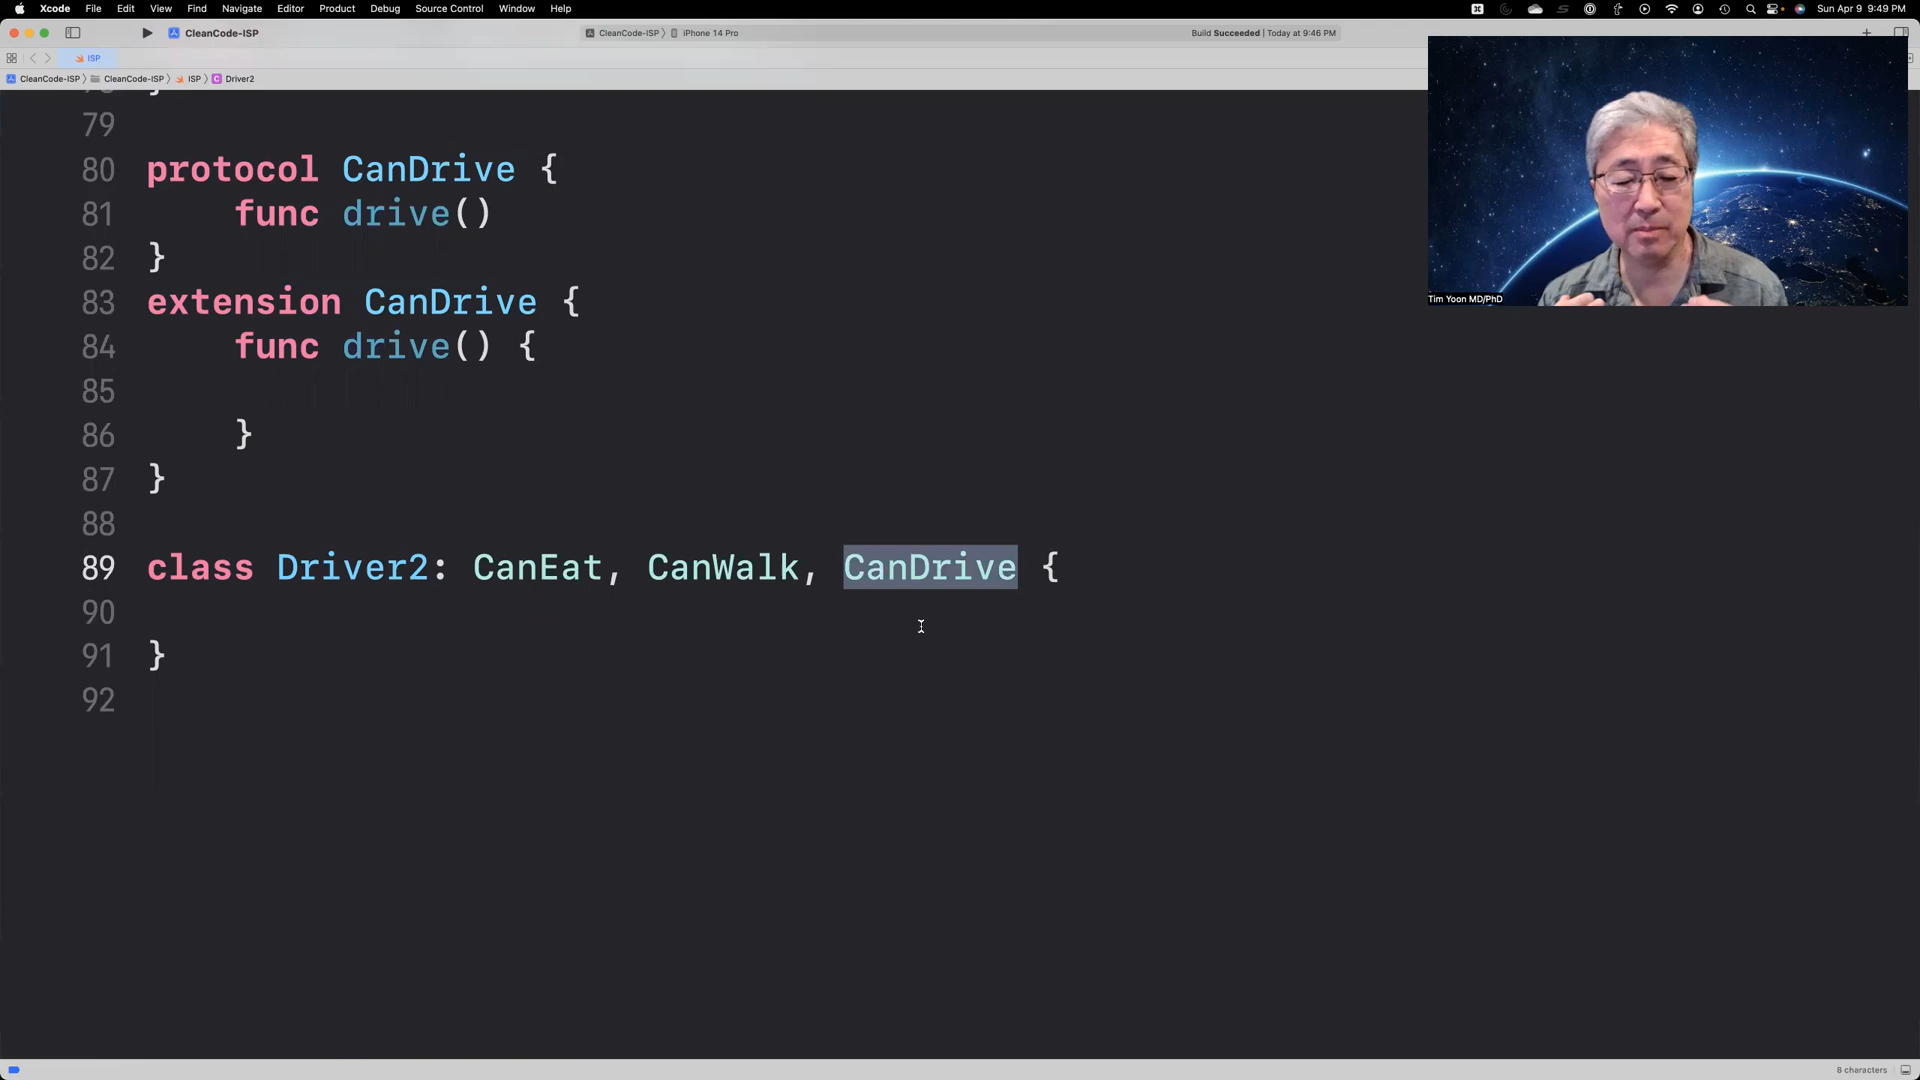 Xcode File Edit View Find Navigate Editor Product Debug Source Control Window Help Sun Apr 9 9:49 PM
CleanCode-ISP CleanCode-ISP iPhone 14 Pro Build Succeeded | Today at 9:46 PM
ISP
CleanCode-ISP CleanCode-ISP ISP C Driver2
}
79
80 protocol CanDrive {
81 func drive()
82 }
83 extension CanDrive {
84 func drive() {
85
86 }
87 }
88
89 class Driver2: CanEat, CanWalk, CanDrive {
90
91 }
92
Tim Yoon MD/PhD
8 characters